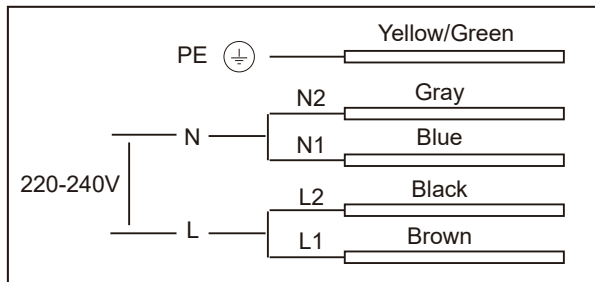 Yellow/Green
PE
N2 Gray
N
N1 Blue
220-240V
L2 Black
L
L1 Brown